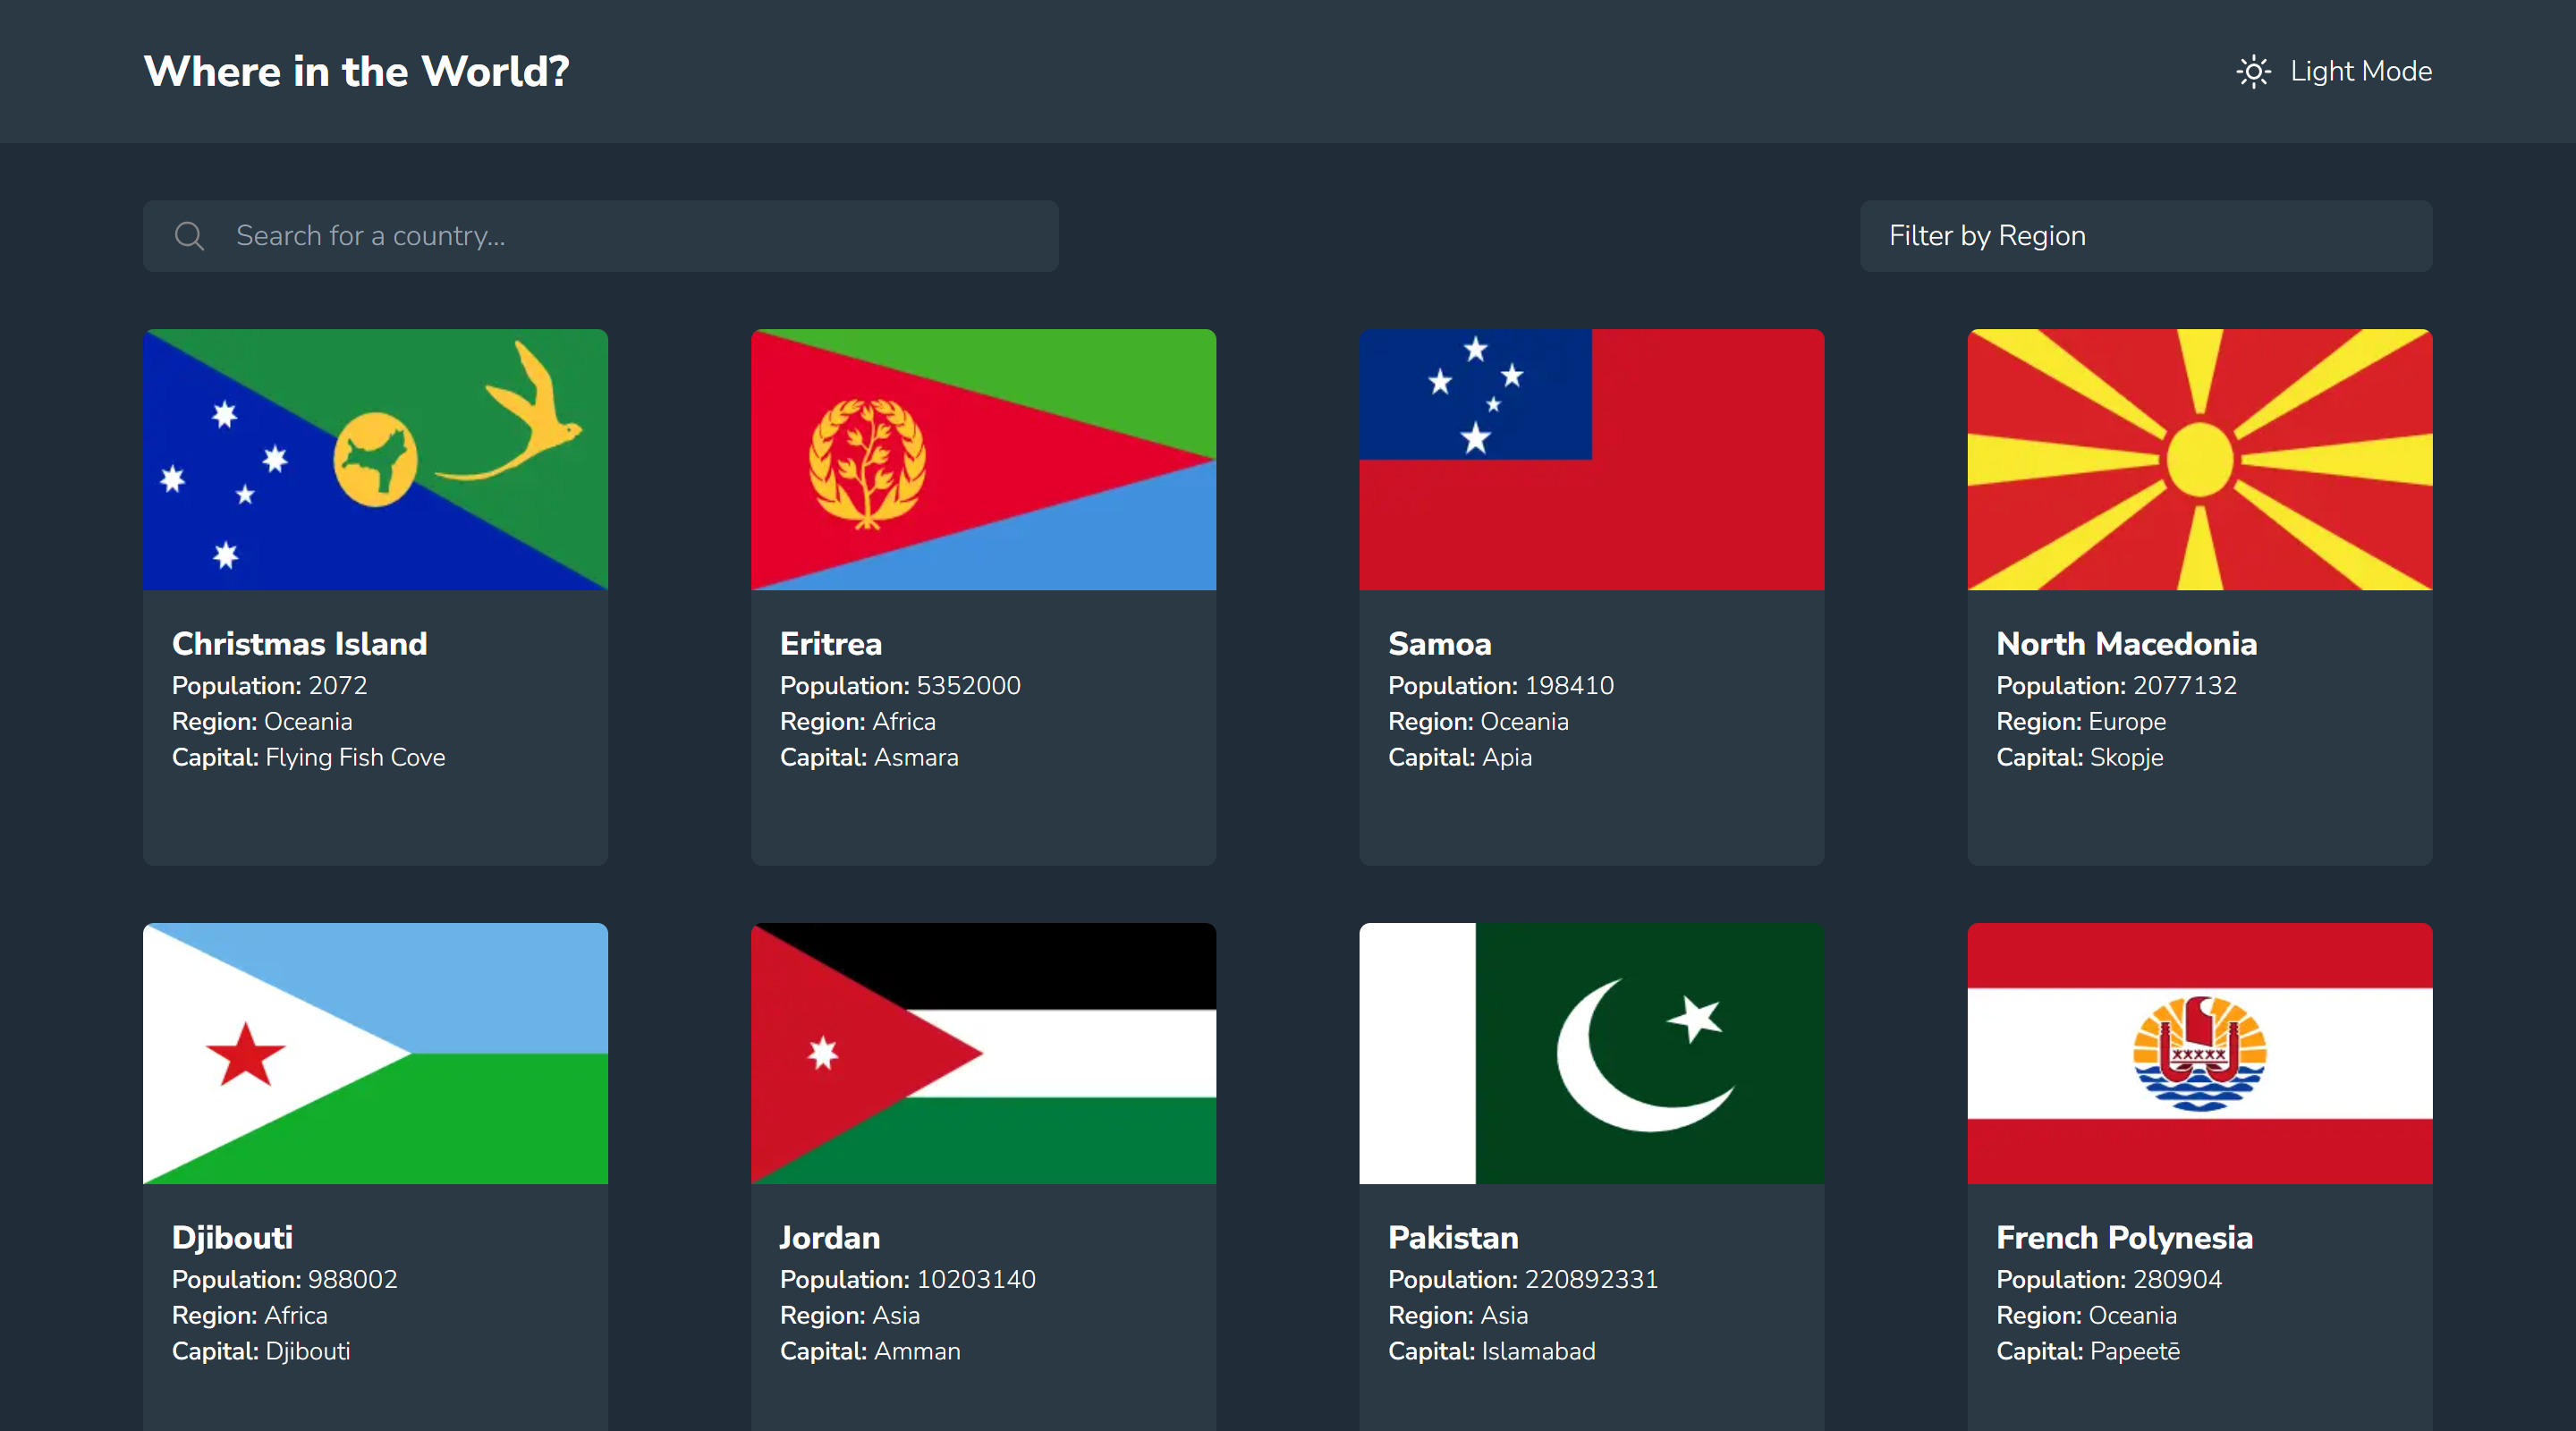 Where in the World?
Light Mode
Search for a country...
Filter by Region
Christmas Island
Population: 2072
Region: Oceania
Capital: Flying Fish Cove
Eritrea
Population: 5352000
Region: Africa
Capital: Asmara
Samoa
Population: 198410
Region: Oceania
Capital: Apia
North Macedonia
Population: 2077132
Region: Europe
Capital: Skopje
Djibouti
Population: 988002
Region: Africa
Capital: Djibouti
Jordan
Population: 10203140
Region: Asia
Capital: Amman
Pakistan
Population: 220892331
Region: Asia
Capital: Islamabad
French Polynesia
Population: 280904
Region: Oceania
Capital: Papeetē